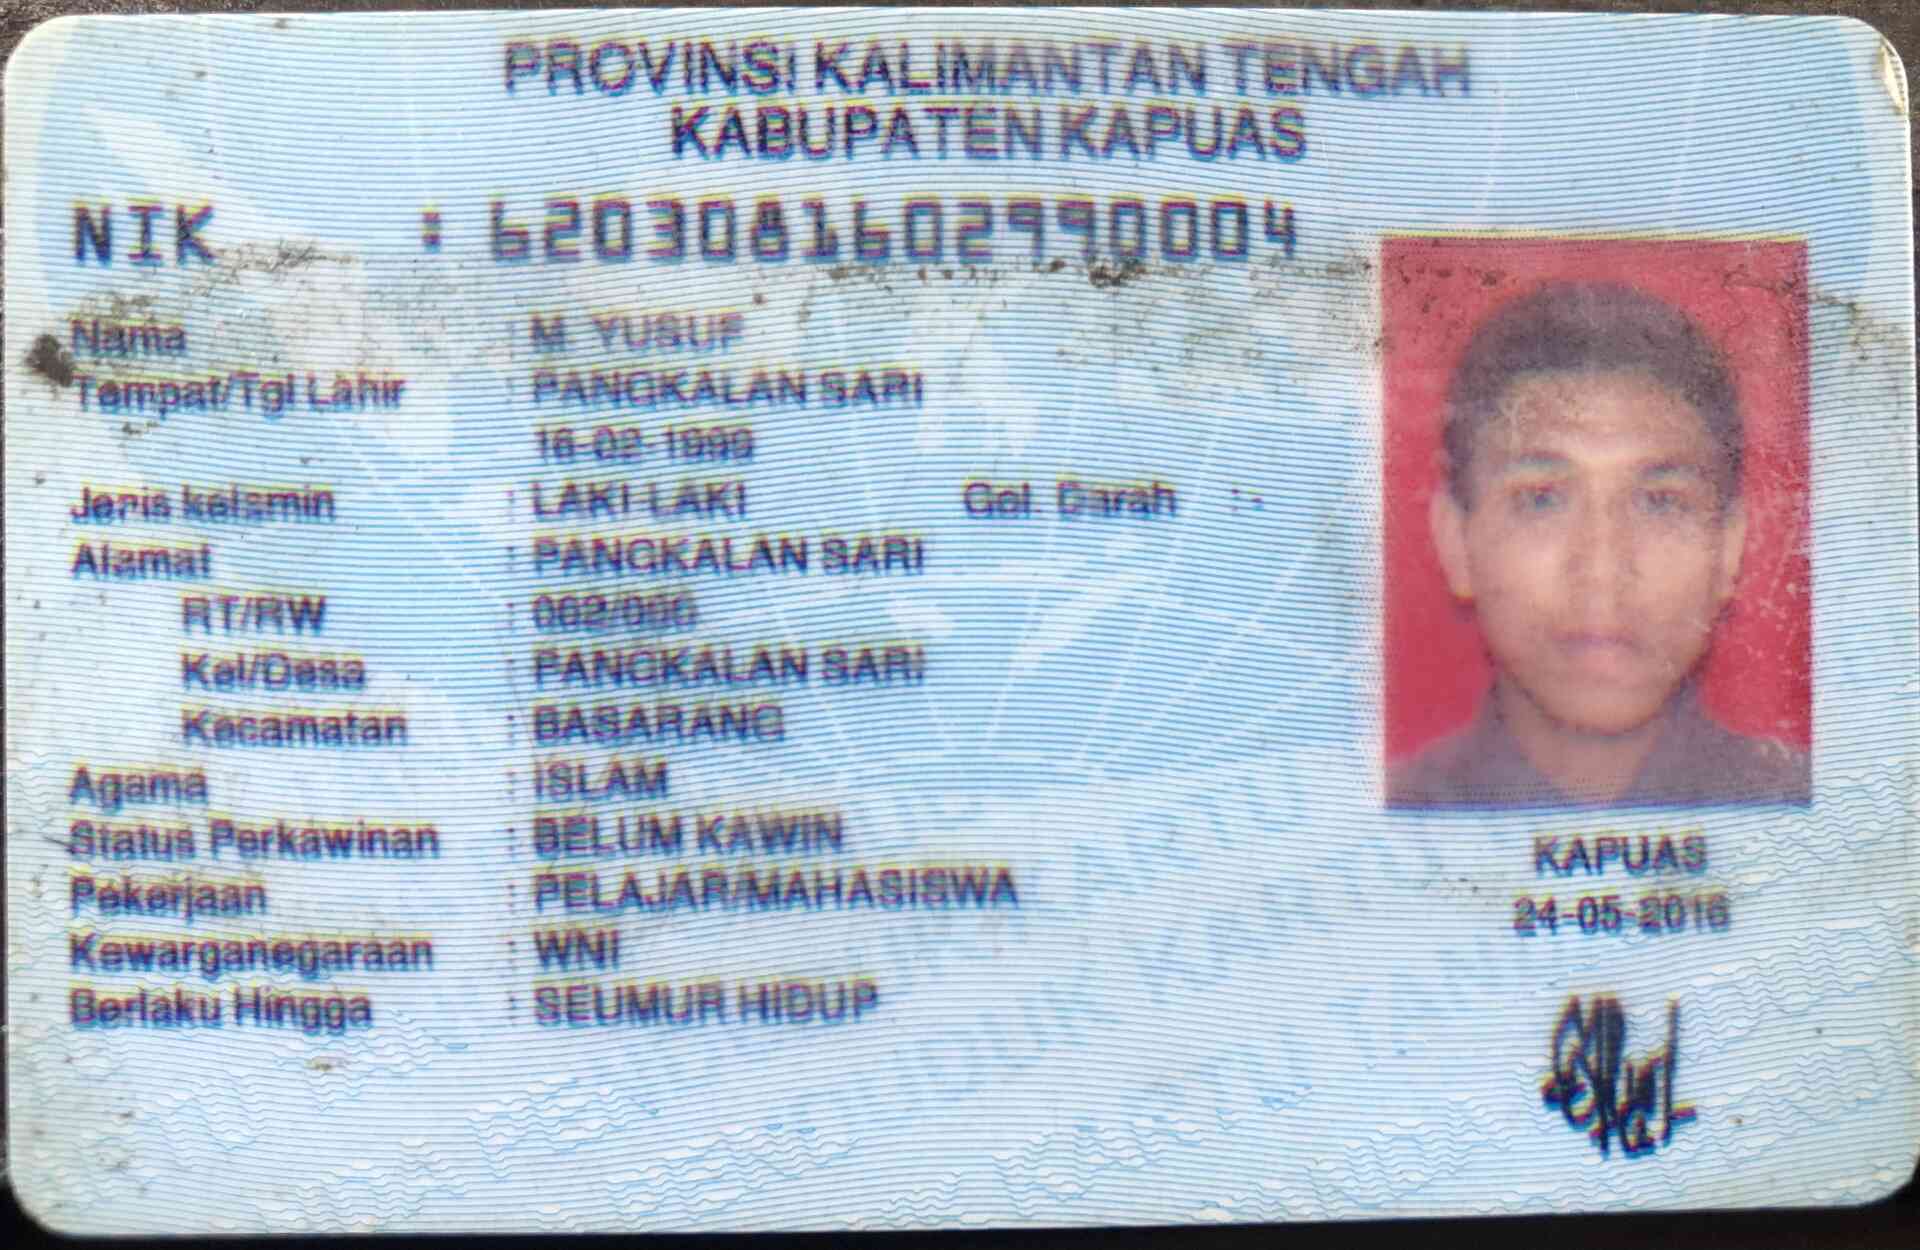 PROVINSI KALIMANTAN TENGAH
KABUPATEN KAPUAS
NIK : 6203081602990004
Nama : M. YUSUF
Tempat/Tgl Lahir : PANGKALAN SARI
16-02-1999
Jenis kelamin : LAKI-LAKI Gol. Darah : -
Alamat : PANGKALAN SARI
RT/RW : 002/000
Kel/Desa : PANGKALAN SARI
Kecamatan : BASARANG
Agama : ISLAM
Status Perkawinan : BELUM KAWIN
Pekerjaan : PELAJAR/MAHASISWA
Kewarganegaraan : WNI
Berlaku Hingga : SEUMUR HIDUP
KAPUAS
24-05-2016